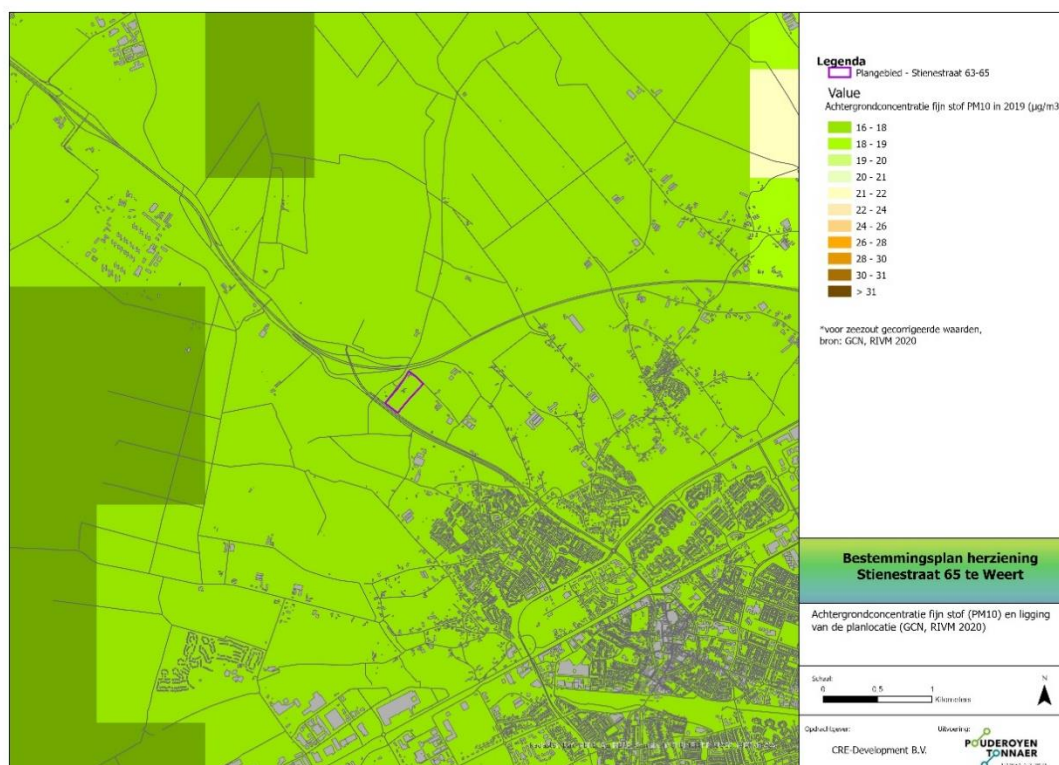 Legenda
Plangebied - Stienestraat 63-65
Value
Achtergrondconcentratie fijn stof PM10 in 2019 (µg/m3
16 - 18
18 - 19
19 - 20
20 - 21
21 - 22
22 - 24
24 - 26
26 - 28
28 - 30
30 - 31
> 31
*voor zeezout gecorrigeerde waarden,
bron: GCN, RIVM 2020
Bestemmingsplan herziening
Stienestraat 65 te Weert
Achtergrondconcentratie fijn stof (PM10) en ligging
van de planlocatie (GCN, RIVM 2020)
Schaal:
N
0 0.5 1
Kilometers
Opdrachtgever:
Uitvoering:
CRE-Development B.V.
POUDEROYEN
TONNAER